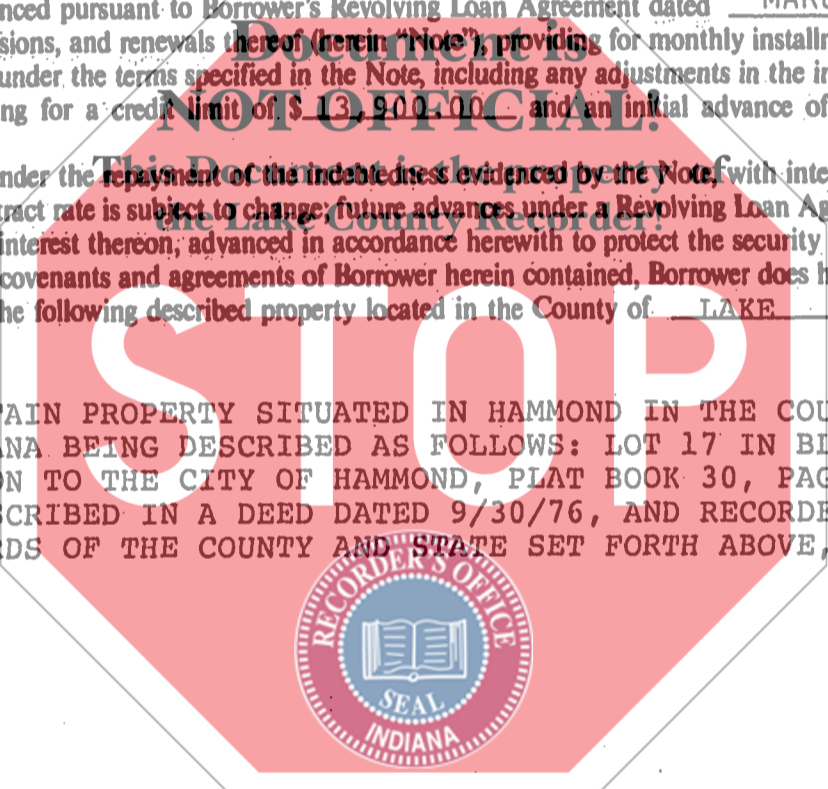 nced pursuant to Borrower's Revolving Loan Agreement dated
Document is
sions, and renewals thereof (herein "Note"), providing for monthly installr
under the terms specified in the Note, including any adjustments in the in
NOT OFFICIAL!
ng for a credit limit of $ 13,900.00 and an initial advance of
This Document is the property of
nder the repayment of the indebtedness evidenced by the Note, with inte
the Lake County Recorder!
tract rate is subject to change; future advances under a Revolving Loan Ag
interest thereon, advanced in accordance herewith to protect the security
covenants and agreements of Borrower herein contained, Borrower does h
he following described property located in the County of LAKE
STOP
AIN PROPERTY SITUATED IN HAMMOND IN THE COU
NA BEING DESCRIBED AS FOLLOWS: LOT 17 IN BI
N TO THE CITY OF HAMMOND, PLAT BOOK 30, PAG
SCRIBED IN A DEED DATED 9/30/76, AND RECORDE
RDS OF THE COUNTY AND STATE SET FORTH ABOVE,
RECORDER'S OFFICE
SEAL
INDIANA